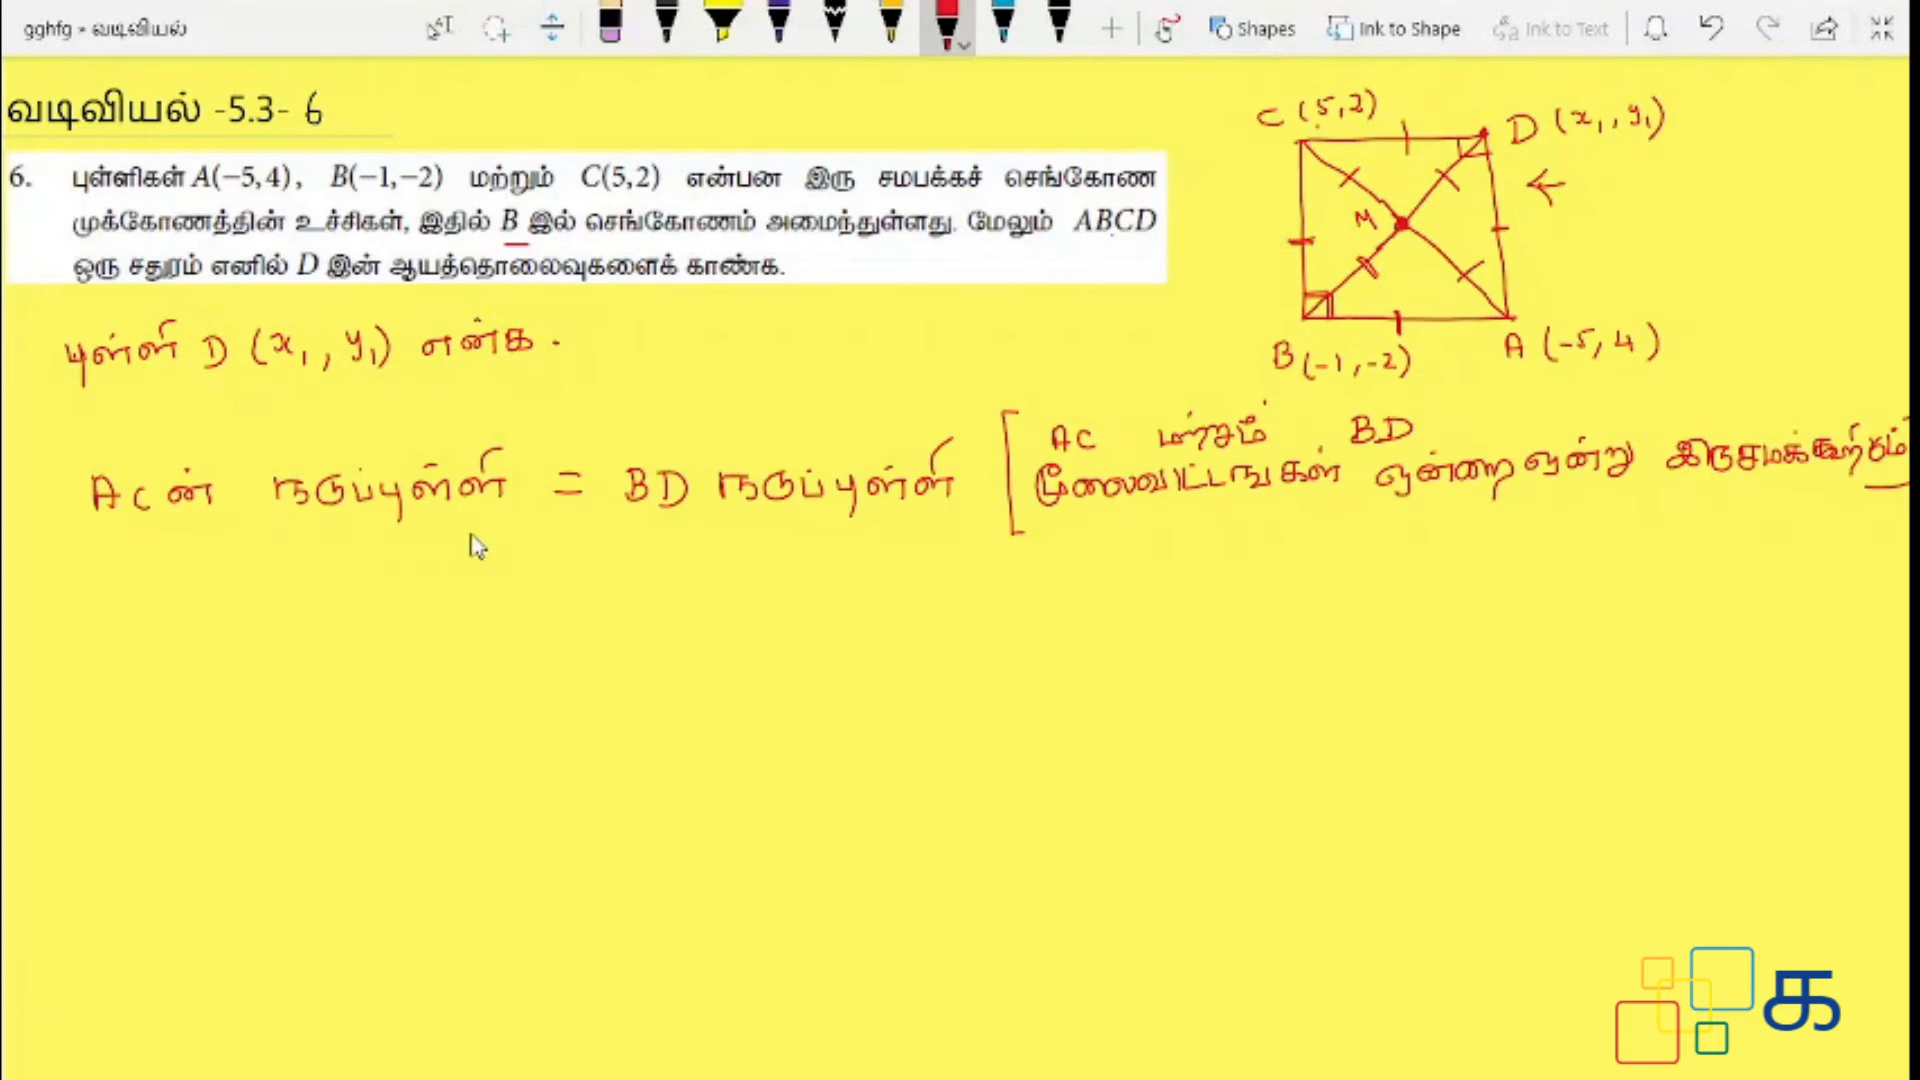 gghfg - வடிவியல்
Shapes
Ink to Shape
Ink to Text
வடிவியல் -5.3- 6
6. புள்ளிகள் A(−5,4), B(−1,−2) மற்றும் C(5,2) என்பன இரு சமபக்கச் செங்கோண
முக்கோணத்தின் உச்சிகள், இதில் B இல் செங்கோணம் அமைந்துள்ளது. மேலும் ABCD
ஒரு சதுரம் எனில் D இன் ஆயத்தொலைவுகளைக் காண்க.
C (5,2)
D (x₁, y₁)
M
B(-1,-2)
A (-5, 4)
புள்ளி D (x₁, y₁) என்க.
AC ன் நடுப்புள்ளி = BD நடுப்புள்ளி
AC மற்றும் BD
மூலைவிட்டங்கள் ஒன்றை ஒன்று இருசமக்கூறிடும்
க